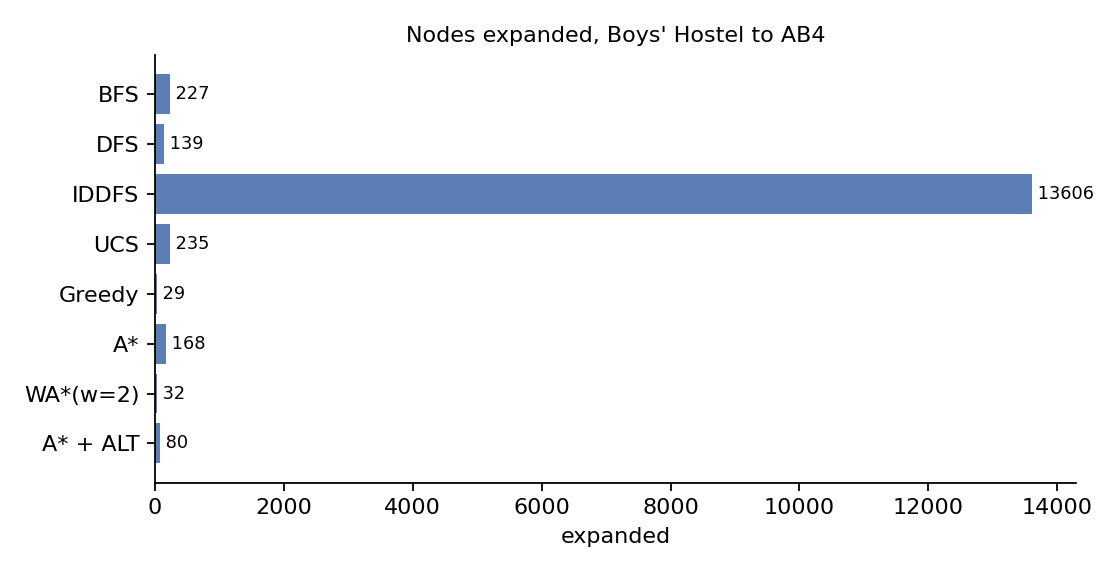 Nodes expanded, Boys' Hostel to AB4
BFS 227
DFS 139
IDDFS 13606
UCS 235
Greedy 29
A* 168
WA*(w=2) 32
A* + ALT 80
0 2000 4000 6000 8000 10000 12000 14000
expanded